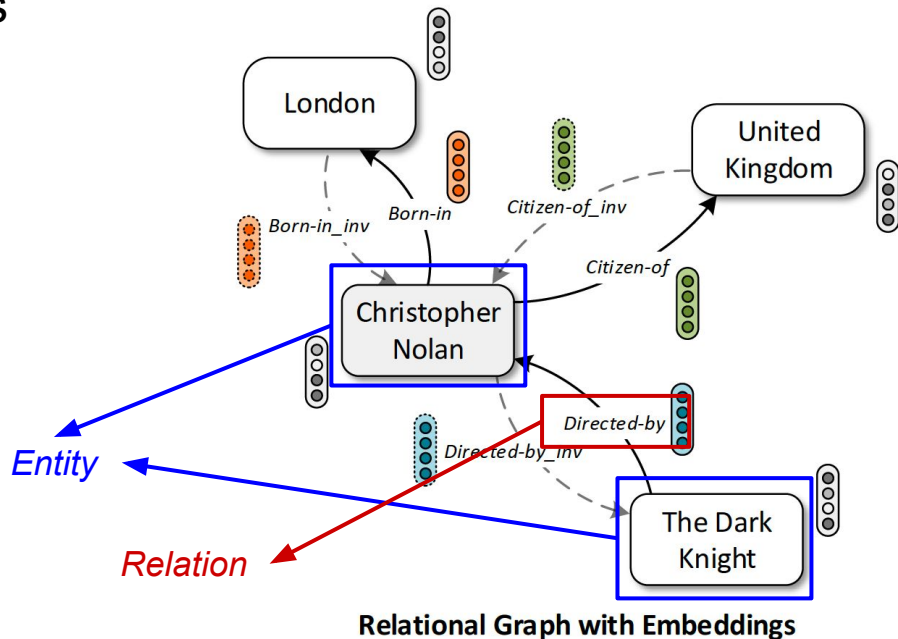 s
London
United
Kingdom
Born-in
Citizen-of_inv
Born-in_inv
Citizen-of
Christopher
Nolan
Directed-by
Directed-by_inv
Entity
The Dark
Knight
Relation
Relational Graph with Embeddings